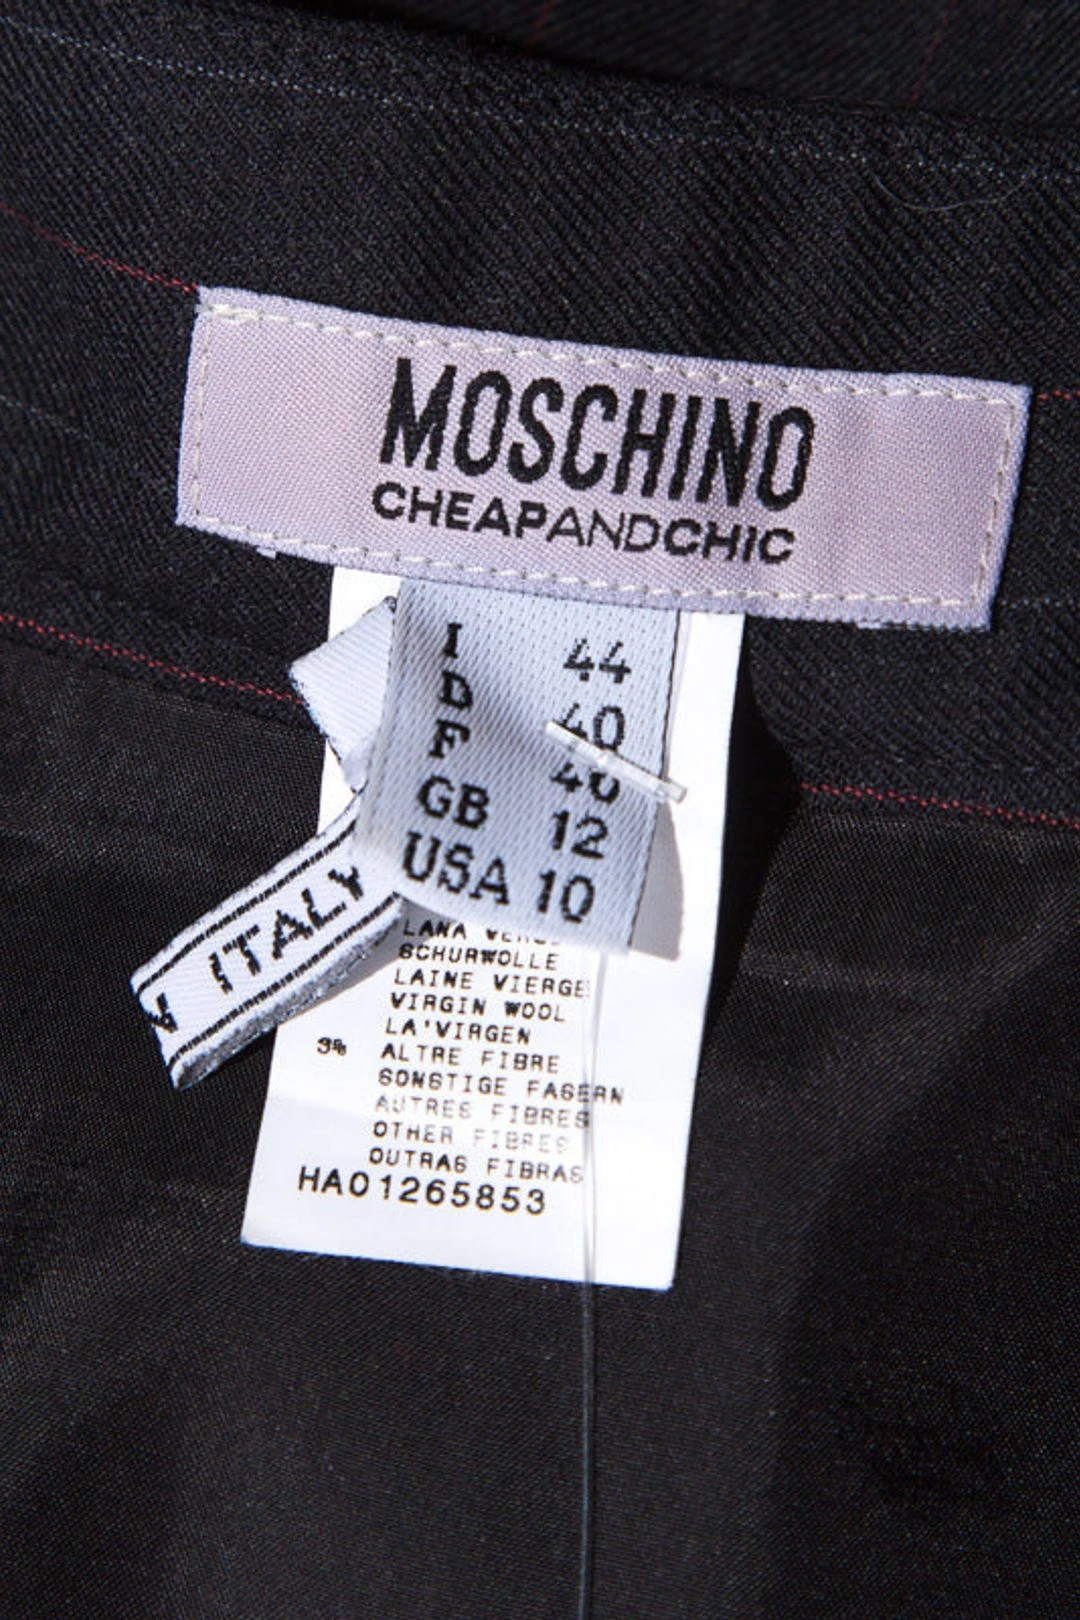 MOSCHINO
CHEAPANDCHIC
I 44
D 40
F 40
GB 12
USA 10
ITALY
LANA
SCHURWOLLE
LAINE VIERGE
VIRGIN WOOL
LA'VIRGEN
3% ALTRE FIBRE
SONSTIGE FASERN
AUTRES FIBRES
OTHER FIBRES
OUTRAS FIBRAS
HA01265853